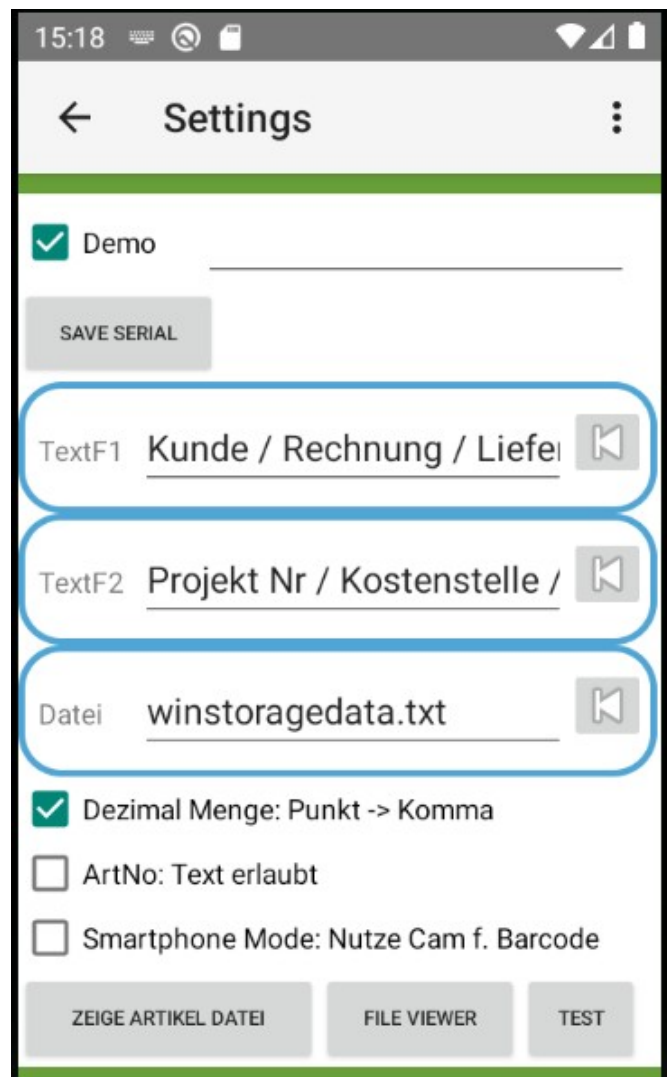 15:18
Settings
Demo
SAVE SERIAL
TextF1 Kunde / Rechnung / Liefe
TextF2 Projekt Nr / Kostenstelle /
Datei winstoragedata.txt
Dezimal Menge: Punkt -> Komma
ArtNo: Text erlaubt
Smartphone Mode: Nutze Cam f. Barcode
ZEIGE ARTIKEL DATEI FILE VIEWER TEST